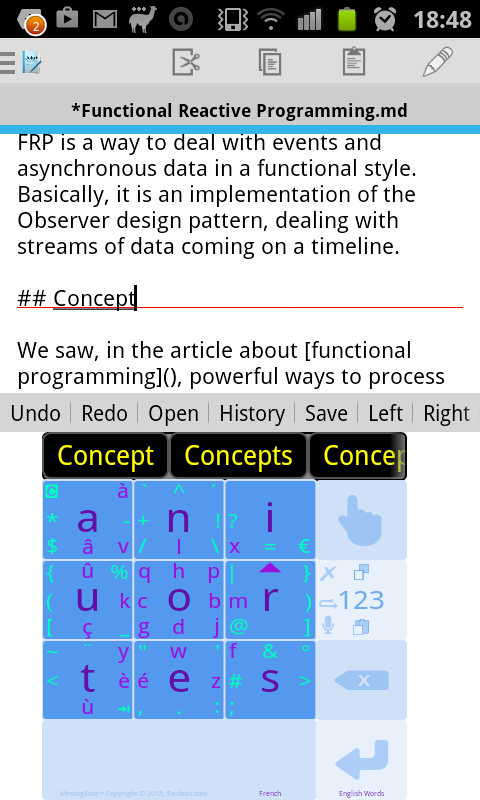 2
18:48
*Functional Reactive Programming.md
FRP is a way to deal with events and
asynchronous data in a functional style.
Basically, it is an implementation of the
Observer design pattern, dealing with
streams of data coming on a timeline.
## Concept
We saw, in the article about [functional
programming](), powerful ways to process
Undo Redo Open History Save Left Right
Concept Concepts Concep
à ` ^ ´
* a - + n ! ? i
$ â v / l \ x = €
{ û % q h p | }
( u k c o b m r ) 123
[ ç _ g d j @ ]
~ ¨ y " w ' f & °
< t è é e z # s > x
ù , . : ;
MessagEase™ Copyright © 2015, Exideas.com French English Words